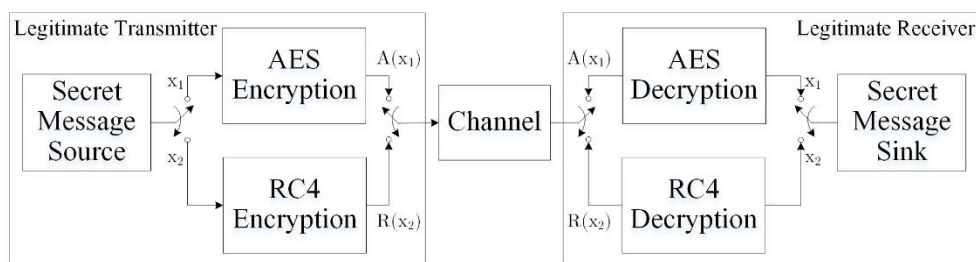 Legitimate Transmitter
Secret
Message
Source
x₁
x₂
AES
Encryption
RC4
Encryption
A(x₁)
R(x₂)
Channel
Legitimate Receiver
A(x₁)
R(x₂)
AES
Decryption
RC4
Decryption
x₁
x₂
Secret
Message
Sink